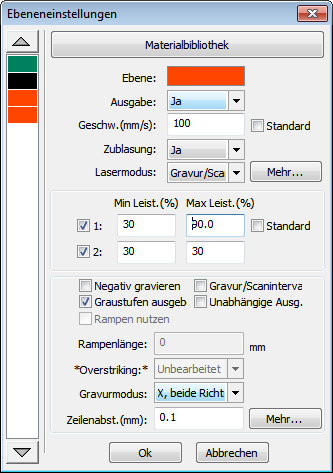 Ebeneneinstellungen
Materialbibliothek
Ebene:
Ausgabe: Ja
Geschw.(mm/s): 100 Standard
Zublasung: Ja
Lasermodus: Gravur/Scan Mehr...
Min Leist.(%) Max Leist.(%)
1: 30 90.0 Standard
2: 30 30
Negativ gravieren Gravur/Scaninterva
Graustufen ausgeb Unabhängige Ausg.
Rampen nutzen
Rampenlänge: 0 mm
*Overstriking:* Unbearbeitet
Gravurmodus: X, beide Richt
Zeilenabst.(mm): 0.1 Mehr...
Ok Abbrechen